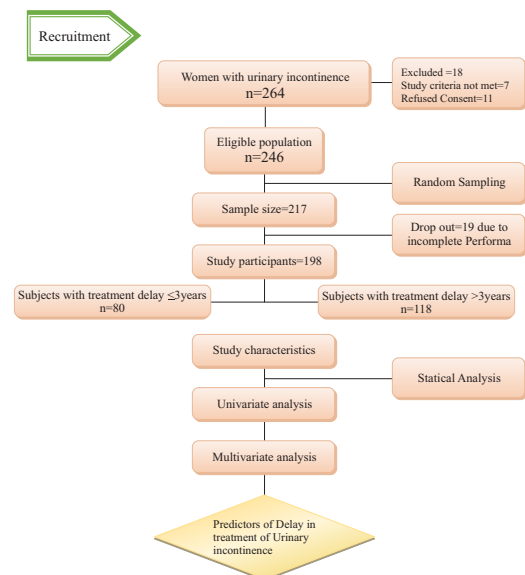 Recruitment
Women with urinary incontinence
n=264
Excluded =18
Study criteria not met=7
Refused Consent=11
Eligible population
n=246
Random Sampling
Sample size=217
Drop out=19 due to
incomplete Performa
Study participants=198
Subjects with treatment delay ≤3years
n=80
Subjects with treatment delay >3years
n=118
Study characteristics
Statical Analysis
Univariate analysis
Multivariate analysis
Predictors of Delay in
treatment of Urinary
incontinence